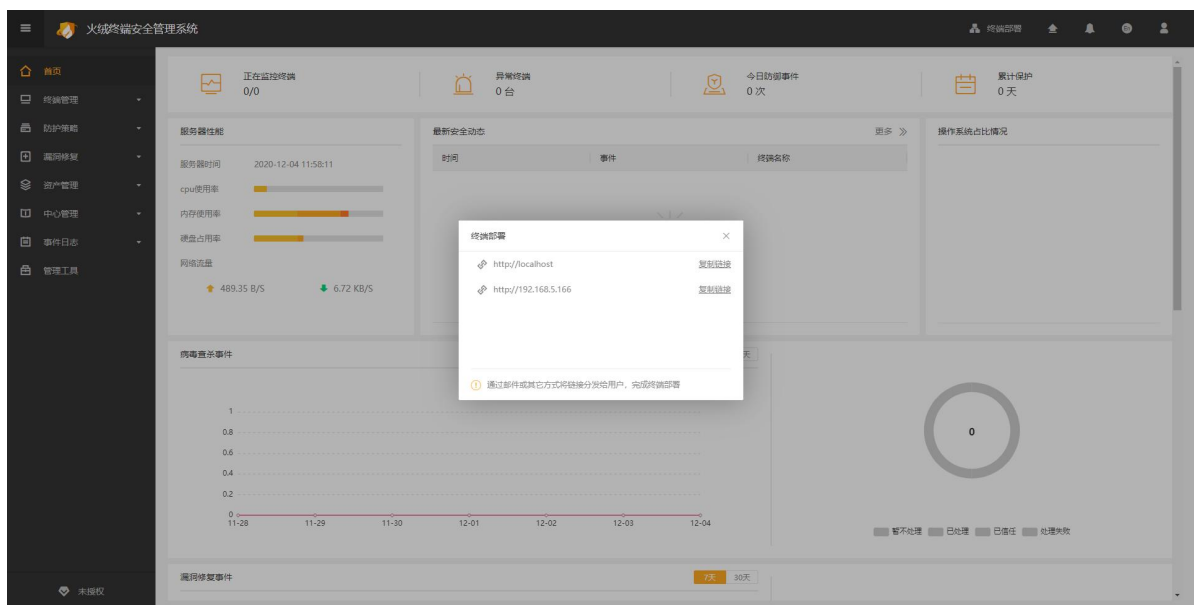 火绒终端安全管理系统
终端部署
首页
终端管理
防护策略
漏洞修复
资产管理
中心管理
事件日志
管理工具
未授权
正在监控终端
0/0
异常终端
0 台
今日防御事件
0 次
累计保护
0 天
服务器性能
服务器时间 2020-12-04 11:58:11
cpu使用率
内存使用率
硬盘占用率
网络流量
489.35 B/S 6.72 KB/S
最新安全动态 更多
时间 事件 终端名称
操作系统占比情况
终端部署
http://localhost 复制链接
http://192.168.5.166 复制链接
通过邮件或其它方式将链接分发给用户，完成终端部署
病毒查杀事件
天
1
0.8
0.6
0.4
0.2
0
11-28 11-29 11-30 12-01 12-02 12-03 12-04
0
暂不处理 已处理 已信任 处理失败
漏洞修复事件 7天 30天